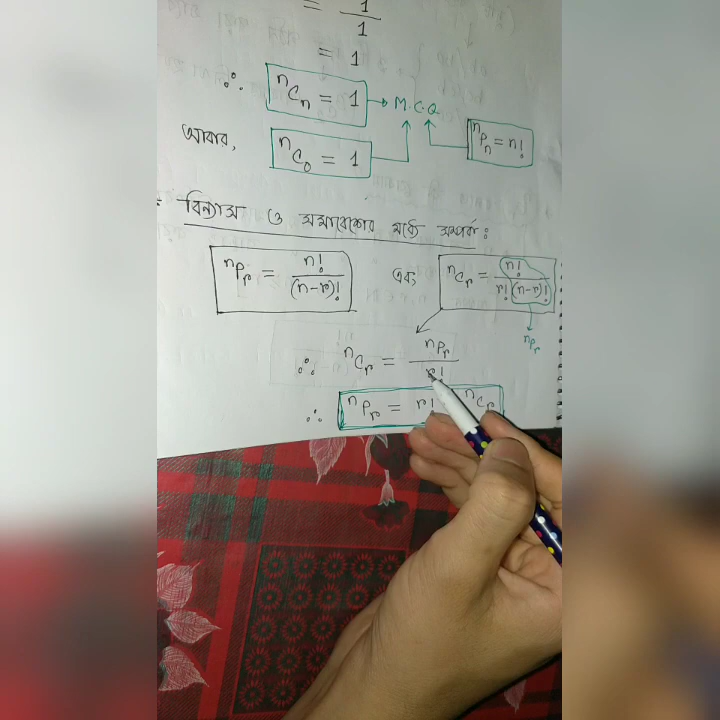 = 1/1
= 1
∴ ⁿCₙ = 1 → M.C.Q
আবার, ⁿC₀ = 1
ⁿPₙ = n!
বিন্যাস ও সমাবেশের মধ্যে সম্পর্ক :
ⁿPᵣ = n!/(n-r)! এবং ⁿCᵣ = n!/r!(n-r)!
ⁿPᵣ
∴ ⁿCᵣ = ⁿPᵣ/r!
∴ ⁿPᵣ = r! ⁿCᵣ